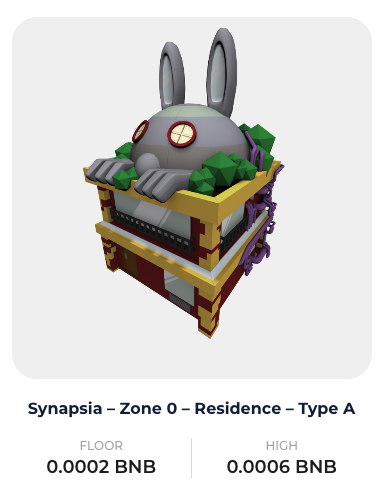 Synapsia – Zone 0 – Residence – Type A
FLOOR
0.0002 BNB
HIGH
0.0006 BNB